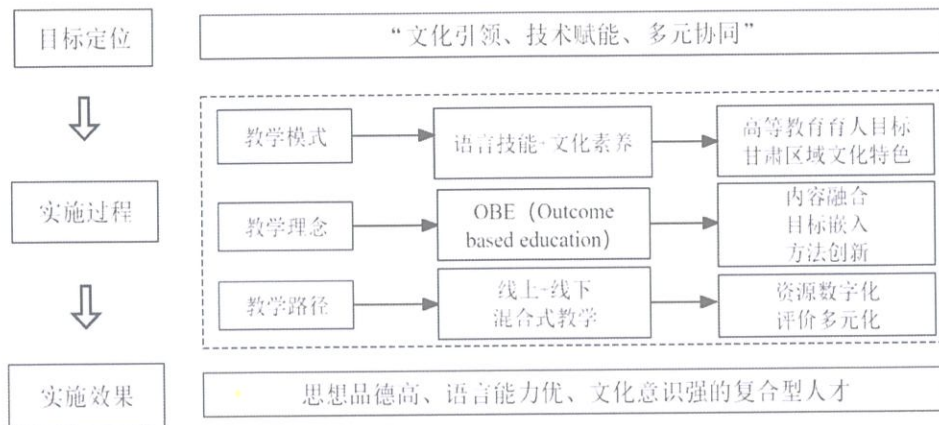 目标定位
“文化引领、技术赋能、多元协同”
教学模式
语言技能+文化素养
高等教育育人目标
甘肃区域文化特色
实施过程
教学理念
OBE（Outcome
based education）
内容融合
目标嵌入
方法创新
教学路径
线上+线下
混合式教学
资源数字化
评价多元化
实施效果
思想品德高、语言能力优、文化意识强的复合型人才